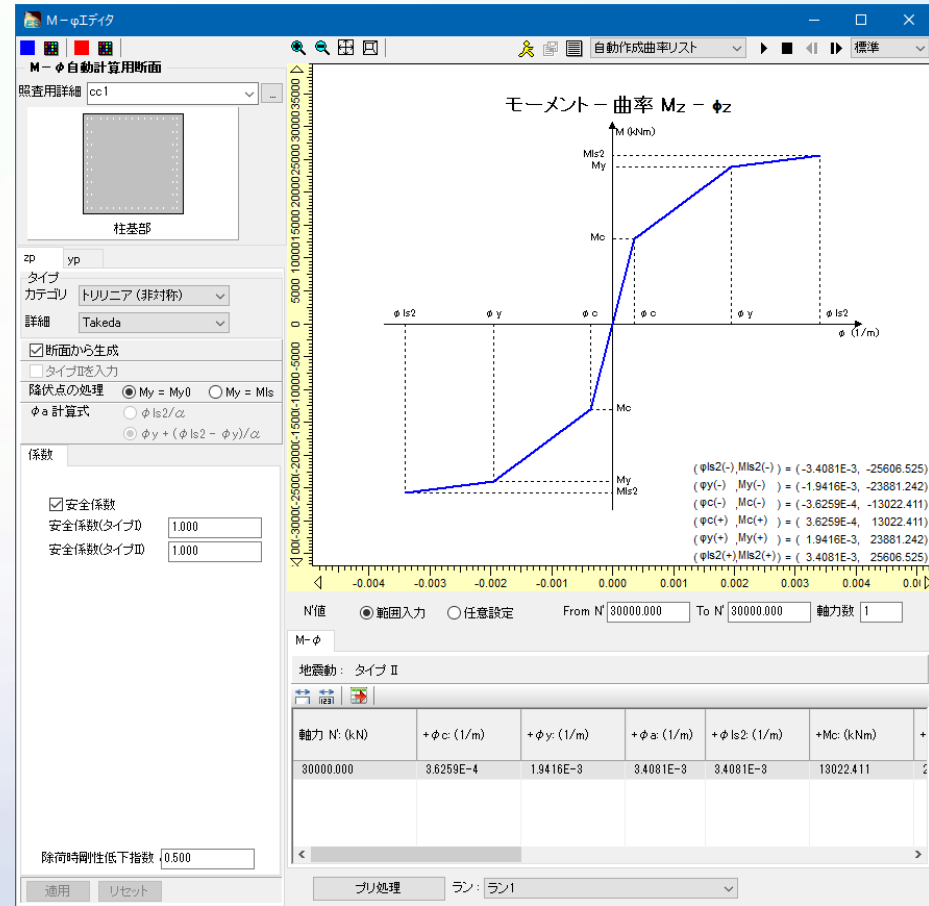 M-φエディタ
M-φ自動計算用断面
照査用詳細 cc1
...
柱基部
zp yp
タイプ
カテゴリ トリリニア (非対称)
詳細 Takeda
断面から生成
タイプⅡを入力
降伏点の処理 My = My0 My = Mls
φa計算式 φls2/α
φy + (φls2 - φy)/α
係数
安全係数
安全係数(タイプⅠ) 1.000
安全係数(タイプⅡ) 1.000
除荷時剛性低下指数 0.500
適用 リセット
自動作成曲率リスト 標準
モーメント - 曲率 Mz - φz
M (kNm)
Mls2
My
Mc
φls2 φy φc φc φy φls2
φ (1/m)
Mc
My
Mls2
35000
30000
25000
20000
15000
10000
5000
0
-5000
(φls2(-),Mls2(-)) = (-3.4081E-3, -25606.525)
(φy(-) ,My(-) ) = (-1.9416E-3, -23881.242)
(φc(-) ,Mc(-) ) = (-3.6259E-4, -13022.411)
(φc(+) ,Mc(+) ) = ( 3.6259E-4, 13022.411)
(φy(+) ,My(+) ) = ( 1.9416E-3, 23881.242)
(φls2(+),Mls2(+)) = ( 3.4081E-3, 25606.525)
-0.004 -0.003 -0.002 -0.001 0.000 0.001 0.002 0.003 0.004
N'値 範囲入力 任意設定 From N' 30000.000 To N' 30000.000 軸力数 1
M-φ
地震動: タイプ Ⅱ
軸力 N': (kN) +φc: (1/m) +φy: (1/m) +φa: (1/m) +φls2: (1/m) +Mc: (kNm) +
30000.000 3.6259E-4 1.9416E-3 3.4081E-3 3.4081E-3 13022.411 2
プリ処理 ラン: ラン1